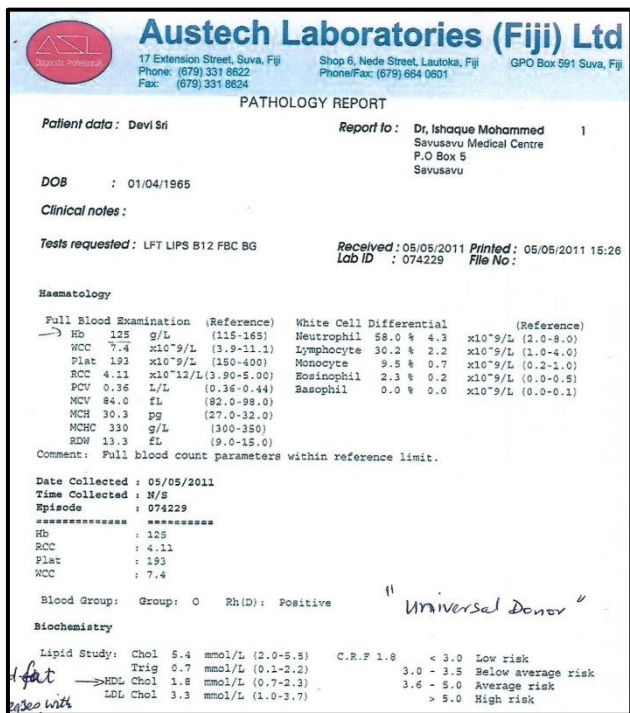 ASL
Diagnostic Professionals
Austech Laboratories (Fiji) Ltd
17 Extension Street, Suva, Fiji
Phone: (679) 331 8622
Fax: (679) 331 8624
Shop 6, Nede Street, Lautoka, Fiji
Phone/Fax: (679) 664 0601
GPO Box 591 Suva, Fiji
PATHOLOGY REPORT
Patient data : Devi Sri
Report to : Dr, Ishaque Mohammed 1
Savusavu Medical Centre
P.O Box 5
Savusavu
DOB : 01/04/1965
Clinical notes :
Tests requested : LFT LIPS B12 FBC BG
Received : 05/05/2011 Printed : 05/05/2011 15:26
Lab ID : 074229 File No :
Haematology
Full Blood Examination (Reference) White Cell Differential (Reference)
Hb 125 g/L (115-165) Neutrophil 58.0 % 4.3 x10~9/L (2.0-8.0)
WCC 7.4 x10~9/L (3.9-11.1) Lymphocyte 30.2 % 2.2 x10~9/L (1.0-4.0)
Plat 193 x10~9/L (150-400) Monocyte 9.5 % 0.7 x10~9/L (0.2-1.0)
RCC 4.11 x10~12/L(3.90-5.00) Eosinophil 2.3 % 0.2 x10~9/L (0.0-0.5)
PCV 0.36 L/L (0.36-0.44) Basophil 0.0 % 0.0 x10~9/L (0.0-0.1)
MCV 84.0 fL (82.0-98.0)
MCH 30.3 pg (27.0-32.0)
MCHC 330 g/L (300-350)
RDW 13.3 fL (9.0-15.0)
Comment: Full blood count parameters within reference limit.
Date Collected : 05/05/2011
Time Collected : N/S
Episode : 074229
============== ==========
Hb : 125
RCC : 4.11
Plat : 193
WCC : 7.4
Blood Group: Group: O Rh(D): Positive
"Universal Donor"
Biochemistry
Lipid Study: Chol 5.4 mmol/L (2.0-5.5) C.R.F 1.8 < 3.0 Low risk
Trig 0.7 mmol/L (0.1-2.2) 3.0 - 3.5 Below average risk
HDL Chol 1.8 mmol/L (0.7-2.3) 3.6 - 5.0 Average risk
LDL Chol 3.3 mmol/L (1.0-3.7) > 5.0 High risk
fat
with